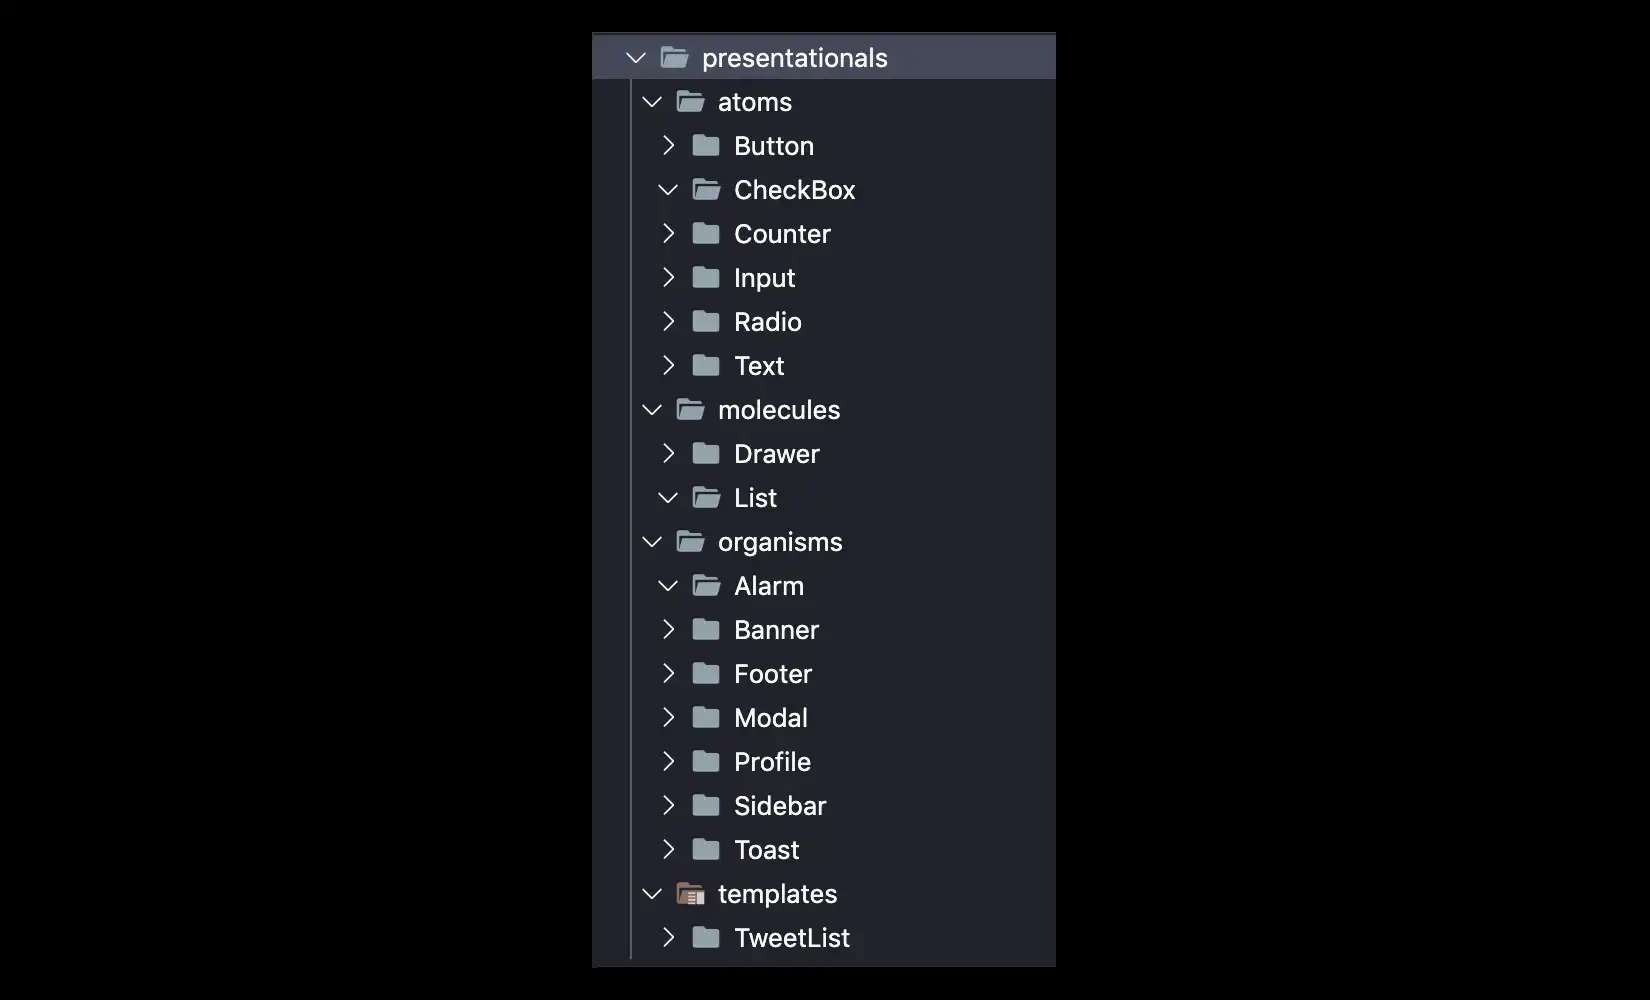 presentationals
atoms
Button
CheckBox
Counter
Input
Radio
Text
molecules
Drawer
List
organisms
Alarm
Banner
Footer
Modal
Profile
Sidebar
Toast
templates
TweetList